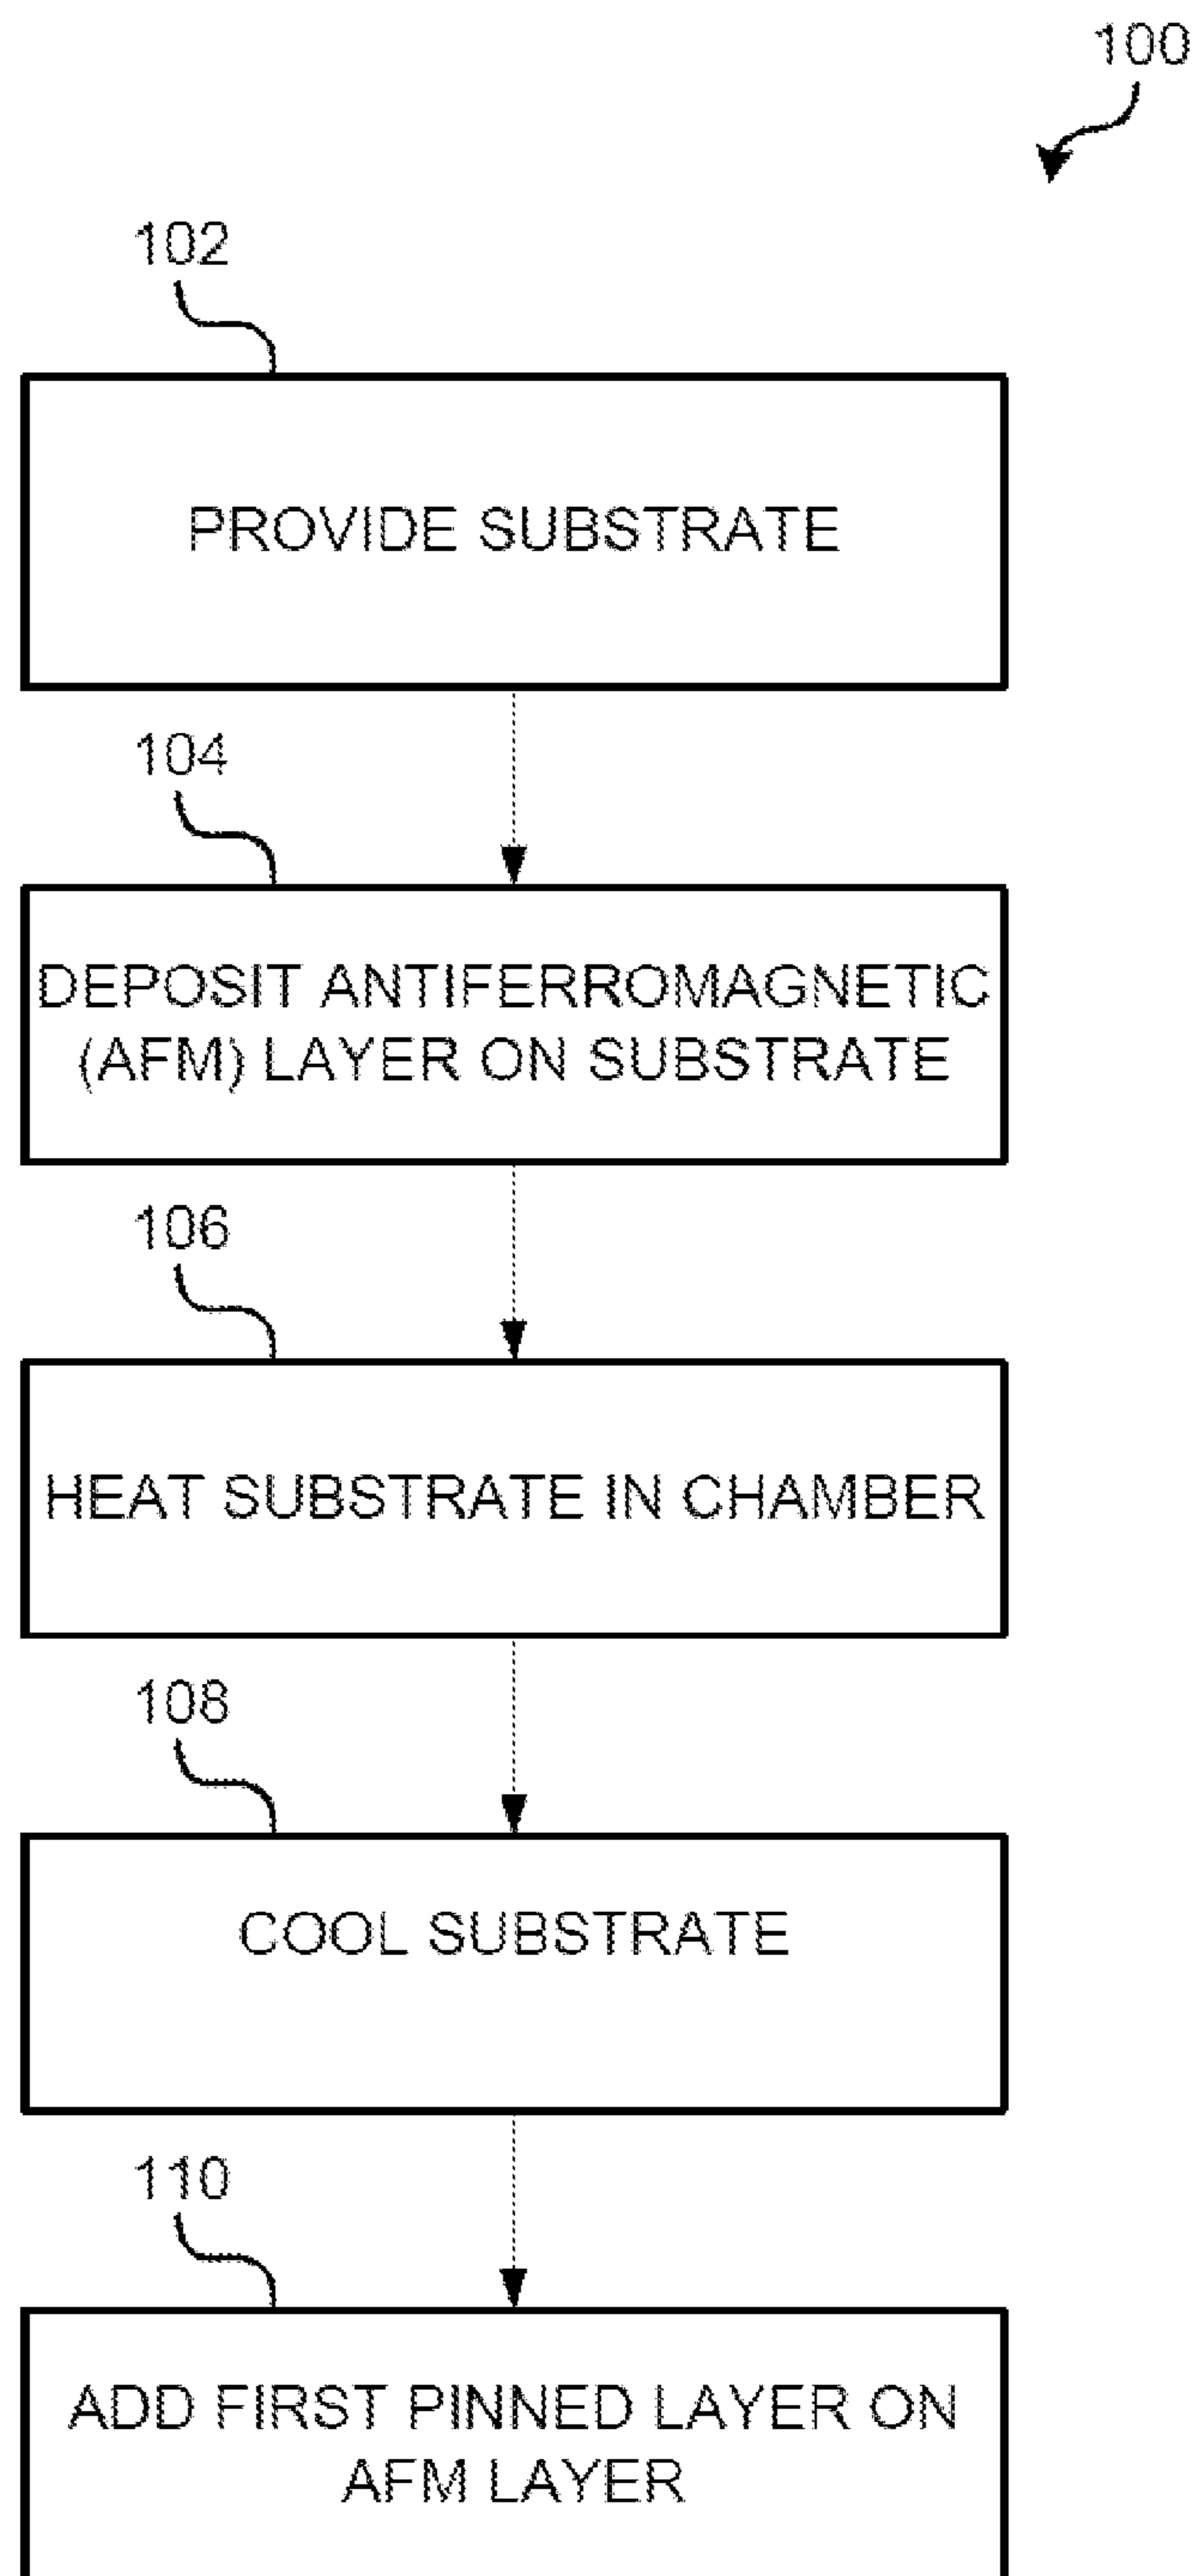 100
102
PROVIDE SUBSTRATE
104
DEPOSIT ANTIFERROMAGNETIC
(AFM) LAYER ON SUBSTRATE
106
HEAT SUBSTRATE IN CHAMBER
108
COOL SUBSTRATE
110
ADD FIRST PINNED LAYER ON
AFM LAYER